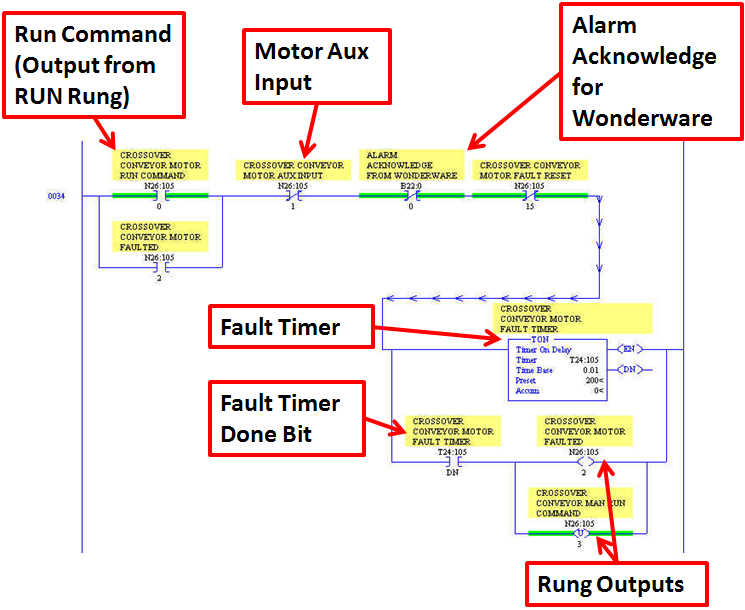 Run Command
(Output from
RUN Rung)
Motor Aux
Input
Alarm
Acknowledge
for
Wonderware
CROSSOVER
CONVEYOR MOTOR
RUN COMMAND
N26:105
0
CROSSOVER CONVEYOR
MOTOR AUX INPUT
N26:105
1
ALARM
ACKNOWLEDGE
FROM WONDERWARE
B22:0
0
CROSSOVER CONVEYOR
MOTOR FAULT RESET
N26:105
15
0034
CROSSOVER
CONVEYOR MOTOR
FAULTED
N26:105
2
Fault Timer
CROSSOVER
CONVEYOR MOTOR
FAULT TIMER
TON
Timer On Delay
Timer T24:105
Time Base 0.01
Preset 200<
Accum 0<
EN
DN
Fault Timer
Done Bit
CROSSOVER
CONVEYOR MOTOR
FAULT TIMER
T24:105
DN
CROSSOVER
CONVEYOR MOTOR
FAULTED
N26:105
2
CROSSOVER
CONVEYOR MAN RUN
COMMAND
N26:105
U
3
Rung Outputs